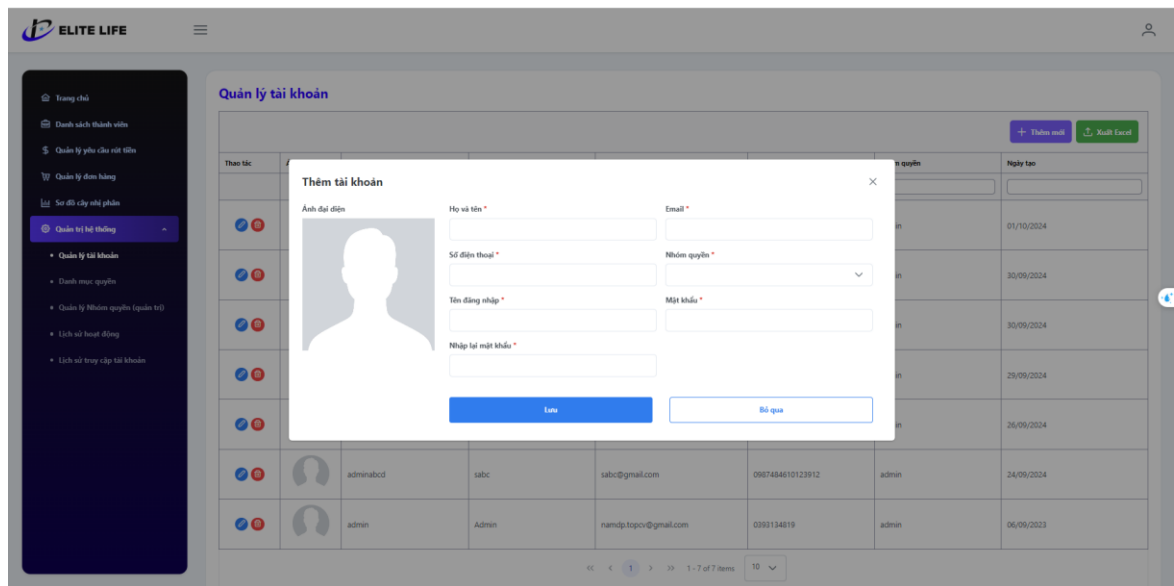 ELITE LIFE
Trang chủ
Danh sách thành viên
Quản lý yêu cầu rút tiền
Quản lý đơn hàng
Sơ đồ cây nhị phân
Quản trị hệ thống
Quản lý tài khoản
Danh mục quyền
Quản lý Nhóm quyền (quản trị)
Lịch sử hoạt động
Lịch sử truy cập tài khoản
Quản lý tài khoản
Thêm mới
Xuất Excel
Thao tác
quyền
Ngày tạo
Thêm tài khoản
Ảnh đại diện
Họ và tên *
Email *
Số điện thoại *
Nhóm quyền *
Tên đăng nhập *
Mật khẩu *
Nhập lại mật khẩu *
Lưu
Bỏ qua
01/10/2024
30/09/2024
30/09/2024
29/09/2024
26/09/2024
adminabcd sabc sabc@gmail.com 0987484610123912 admin 24/09/2024
admin Admin namdp.topcv@gmail.com 0393134819 admin 06/09/2023
1 1 - 7 of 7 items 10